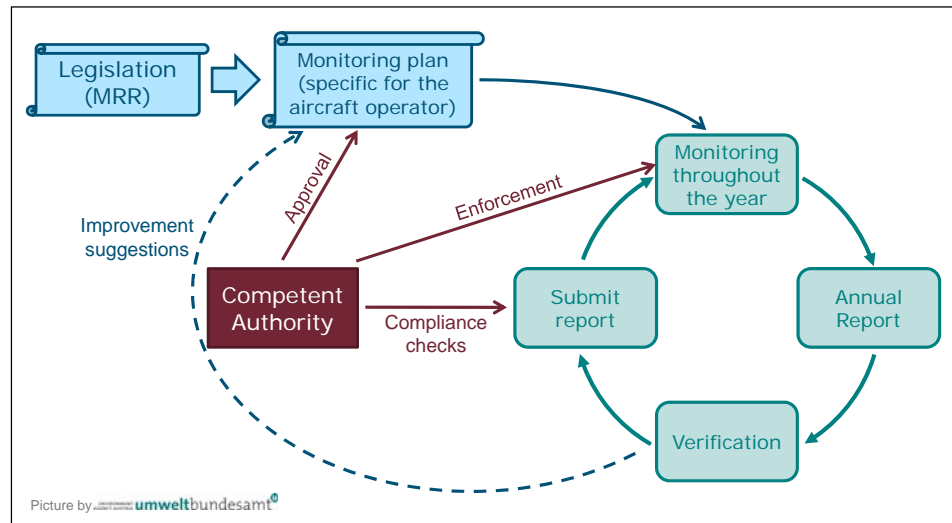 Legislation
(MRR)
Monitoring plan
(specific for the
aircraft operator)
Monitoring
throughout
the year
Approval
Enforcement
Improvement
suggestions
Competent
Authority
Compliance
checks
Submit
report
Annual
Report
Verification
Picture by
umweltbundesamt